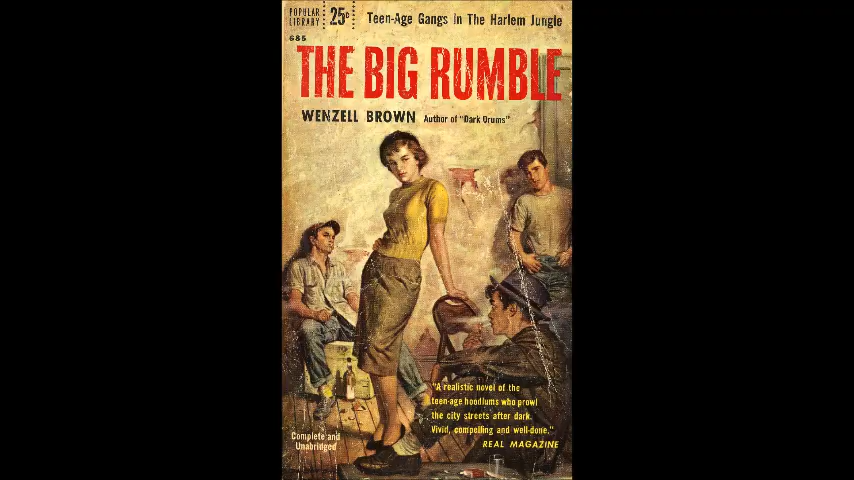 POPULAR
LIBRARY
25¢
Teen-Age Gangs in The Harlem Jungle
685
THE BIG RUMBLE
WENZELL BROWN Author of "Dark Drums"
"A realistic novel of the
teen-age hoodlums who prowl
the city streets after dark.
Vivid, compelling and well-done."
REAL MAGAZINE
Complete and
Unabridged